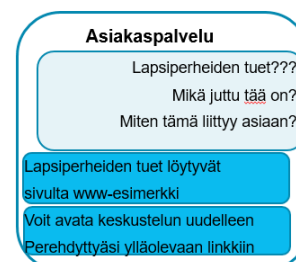 Asiakaspalvelu
Lapsiperheiden tuet???
Mikä juttu tää on?
Miten tämä liittyy asiaan?
Lapsiperheiden tuet löytyvät
sivulta www-esimerkki
Voit avata keskustelun uudelleen
Perehdyttyäsi ylläolevaan linkkiin